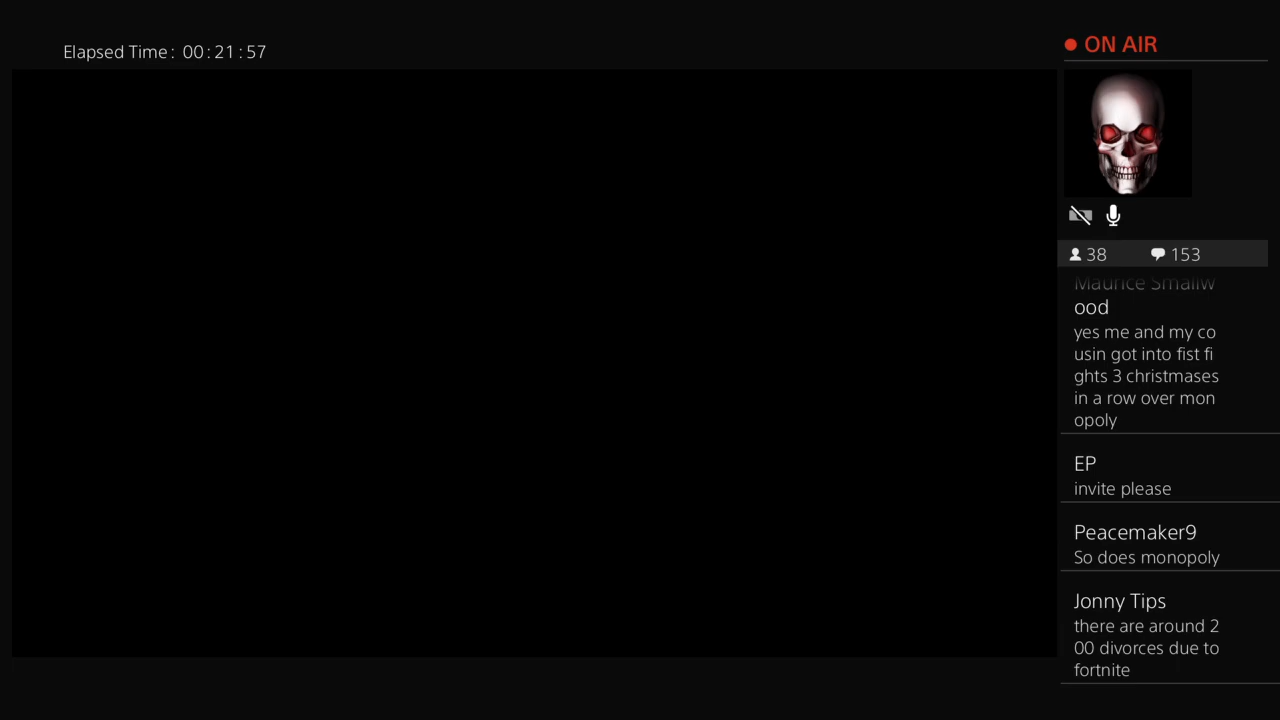 Elapsed Time: 00:21:57
ON AIR
38 153
Maurice Smallw
ood
yes me and my co
usin got into fist fi
ghts 3 christmases
in a row over mon
opoly
EP
invite please
Peacemaker9
So does monopoly
Jonny Tips
there are around 2
00 divorces due to
fortnite